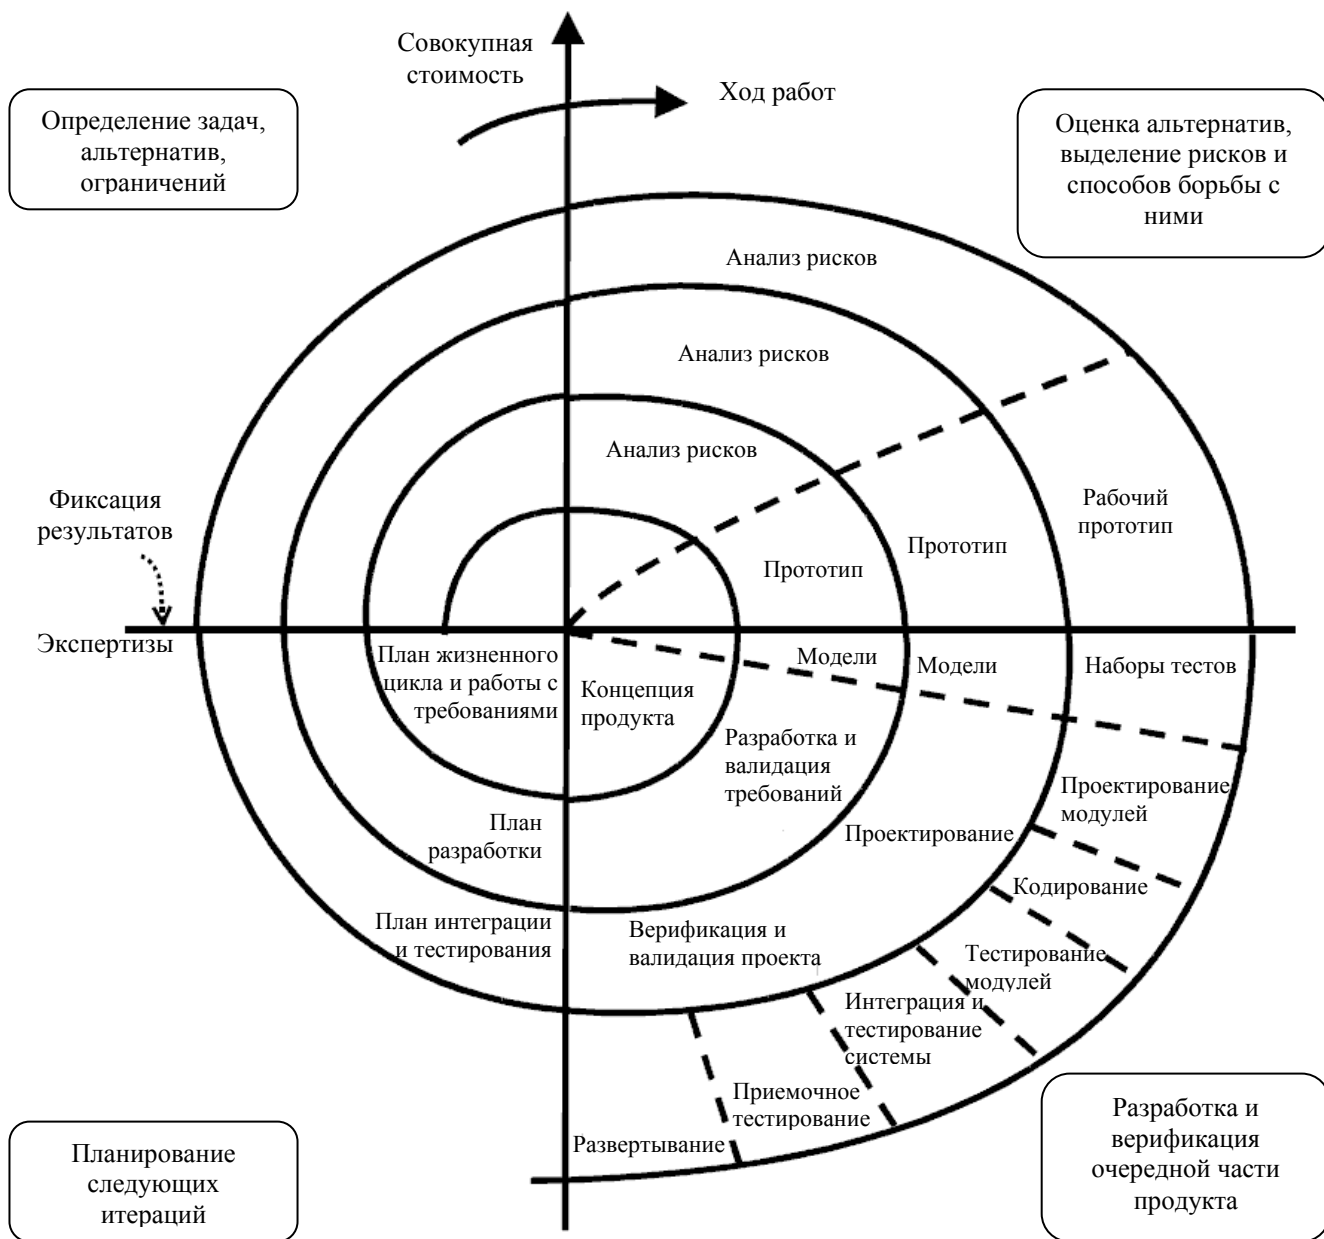 Совокупная
стоимость
Ход работ
Определение задач,
альтернатив,
ограничений
Оценка альтернатив,
выделение рисков и
способов борьбы с
ними
Анализ рисков
Анализ рисков
Анализ рисков
Фиксация
результатов
Рабочий
прототип
Прототип
Прототип
Экспертизы
План жизненного
цикла и работы с
требованиями
Концепция
продукта
Модели
Модели
Наборы тестов
Разработка и
валидация
требований
Проектирование
модулей
План
разработки
Проектирование
Кодирование
План интеграции
и тестирования
Верификация и
валидация проекта
Тестирование
модулей
Интеграция и
тестирование
системы
Приемочное
тестирование
Развертывание
Планирование
следующих
итераций
Разработка и
верификация
очередной части
продукта